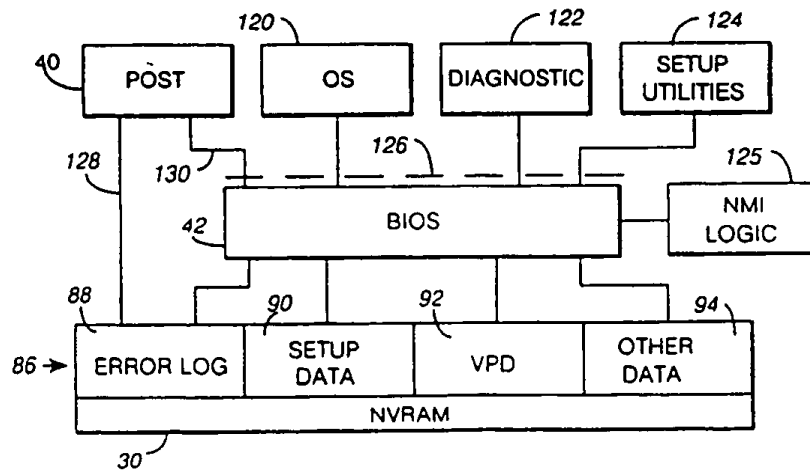 120
122
124
40
POST
OS
DIAGNOSTIC
SETUP
UTILITIES
128
130
126
125
42
BIOS
NMI
LOGIC
88
90
92
94
86
ERROR LOG
SETUP
DATA
VPD
OTHER
DATA
NVRAM
30